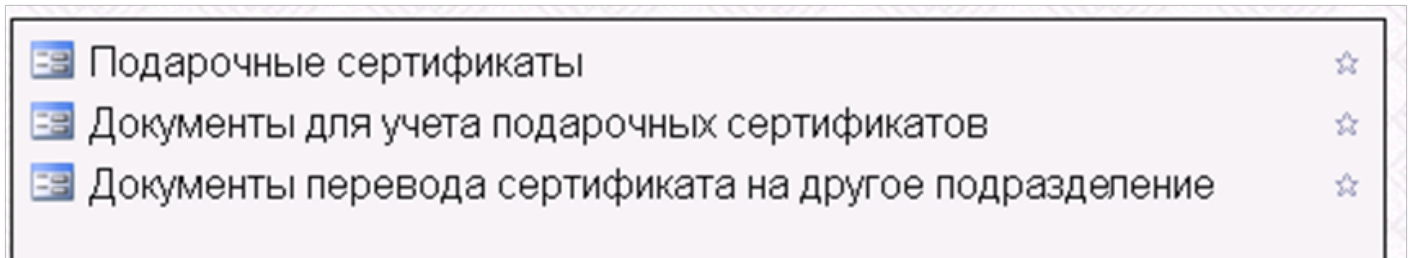 Подарочные сертификаты
Документы для учета подарочных сертификатов
Документы перевода сертификата на другое подразделение